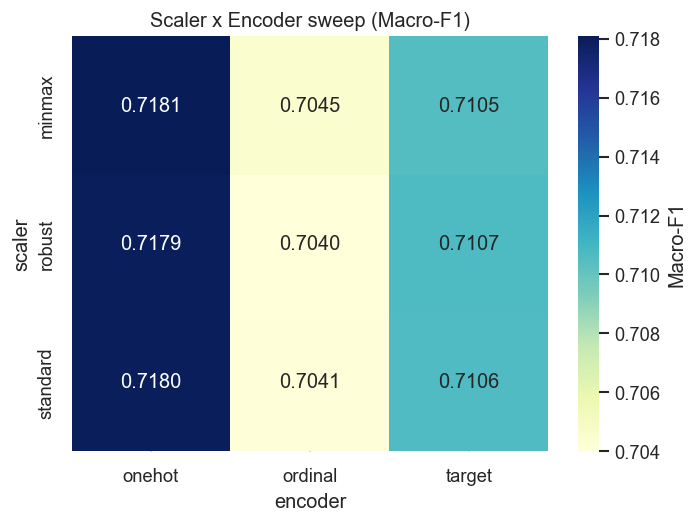 Scaler x Encoder sweep (Macro-F1)
scaler
minmax
0.7181 0.7045 0.7105
robust
0.7179 0.7040 0.7107
standard
0.7180 0.7041 0.7106
onehot ordinal target
encoder
0.718
0.716
0.714
0.712
0.710
0.708
0.706
0.704
Macro-F1